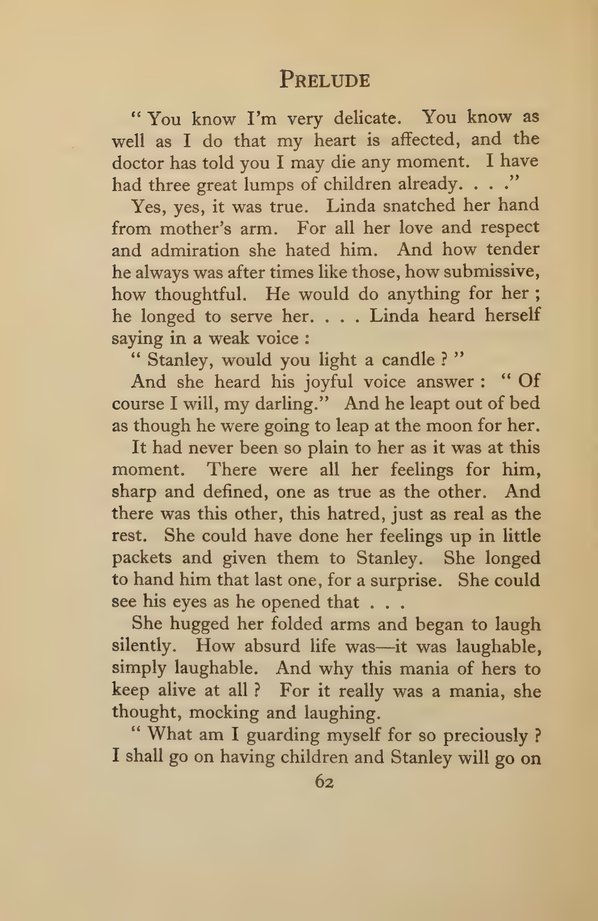 PRELUDE
“ You know I’m very delicate. You know as
well as I do that my heart is affected, and the
doctor has told you I may die any moment. I have
had three great lumps of children already. . . .”
Yes, yes, it was true. Linda snatched her hand
from mother’s arm. For all her love and respect
and admiration she hated him. And how tender
he always was after times like those, how submissive,
how thoughtful. He would do anything for her ;
he longed to serve her. . . . Linda heard herself
saying in a weak voice :
“ Stanley, would you light a candle ? ”
And she heard his joyful voice answer : “ Of
course I will, my darling.” And he leapt out of bed
as though he were going to leap at the moon for her.
It had never been so plain to her as it was at this
moment. There were all her feelings for him,
sharp and defined, one as true as the other. And
there was this other, this hatred, just as real as the
rest. She could have done her feelings up in little
packets and given them to Stanley. She longed
to hand him that last one, for a surprise. She could
see his eyes as he opened that . . .
She hugged her folded arms and began to laugh
silently. How absurd life was—it was laughable,
simply laughable. And why this mania of hers to
keep alive at all ? For it really was a mania, she
thought, mocking and laughing.
“ What am I guarding myself for so preciously ?
I shall go on having children and Stanley will go on
62